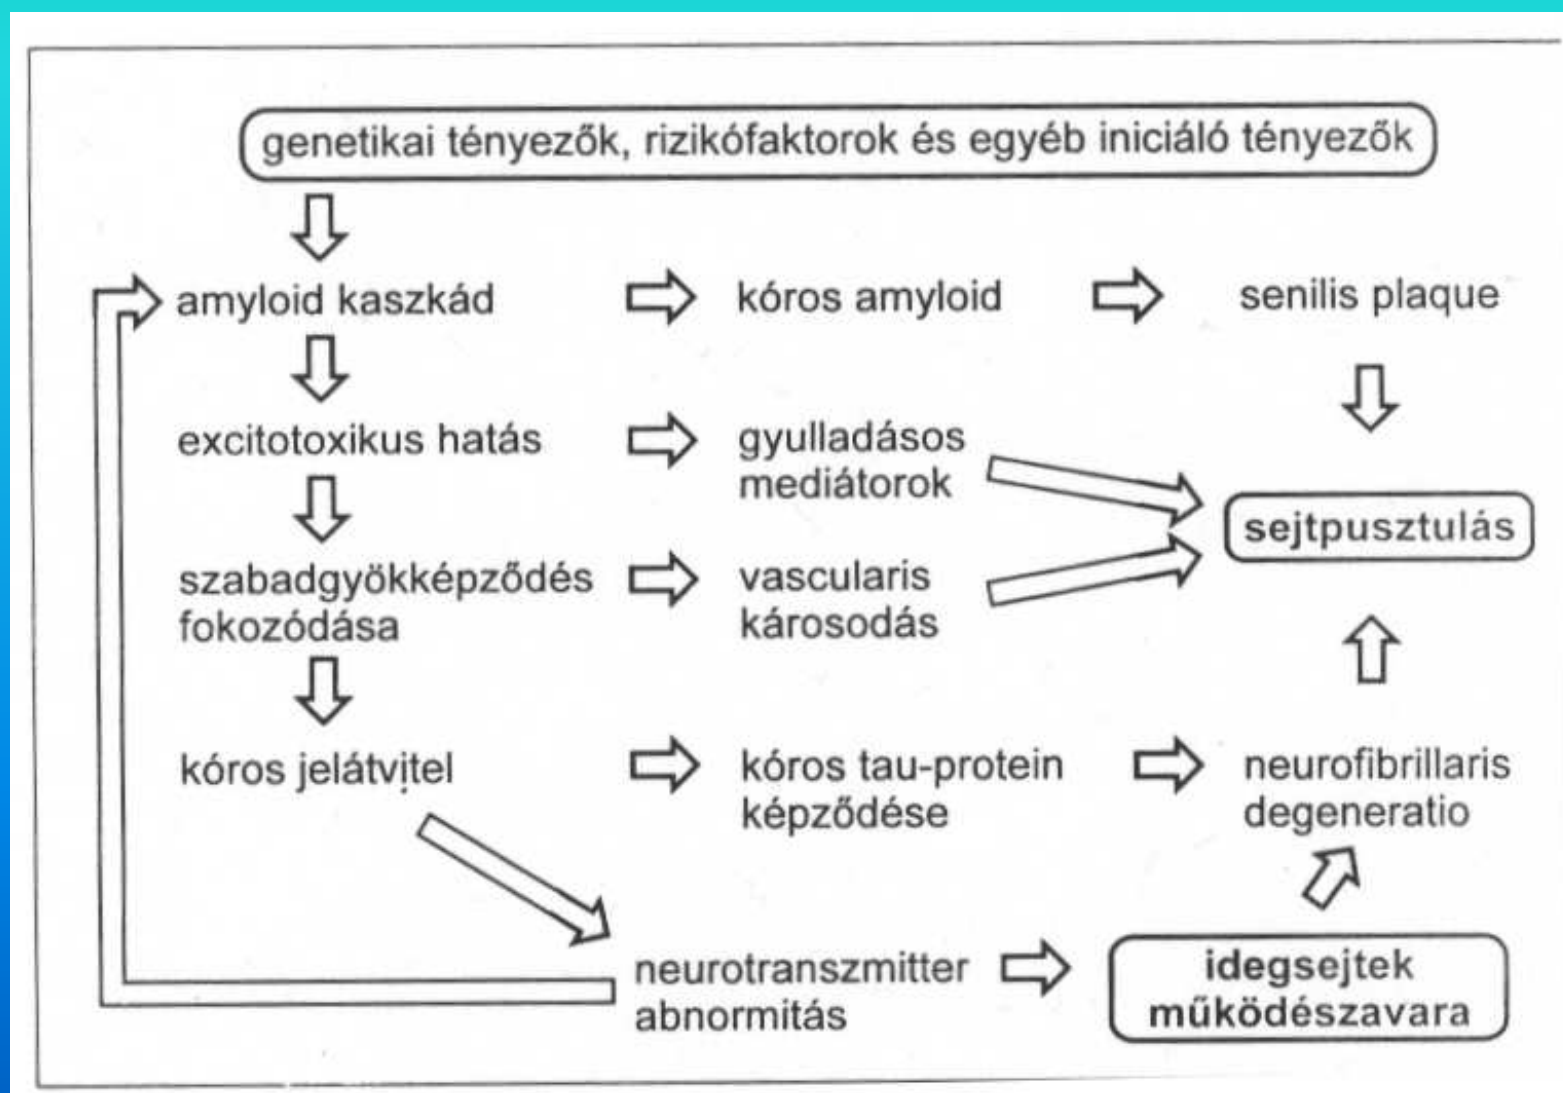 genetikai tényezők, rizikófaktorok és egyéb iniciáló tényezők
amyloid kaszkád
kóros amyloid
senilis plaque
excitotoxikus hatás
gyulladásos
mediátorok
sejtpusztulás
szabadgyökképződés
fokozódása
vascularis
károsodás
kóros jelátvitel
kóros tau-protein
képződése
neurofibrillaris
degeneratio
neurotranszmitter
abnormitás
idegsejtek
működészavara